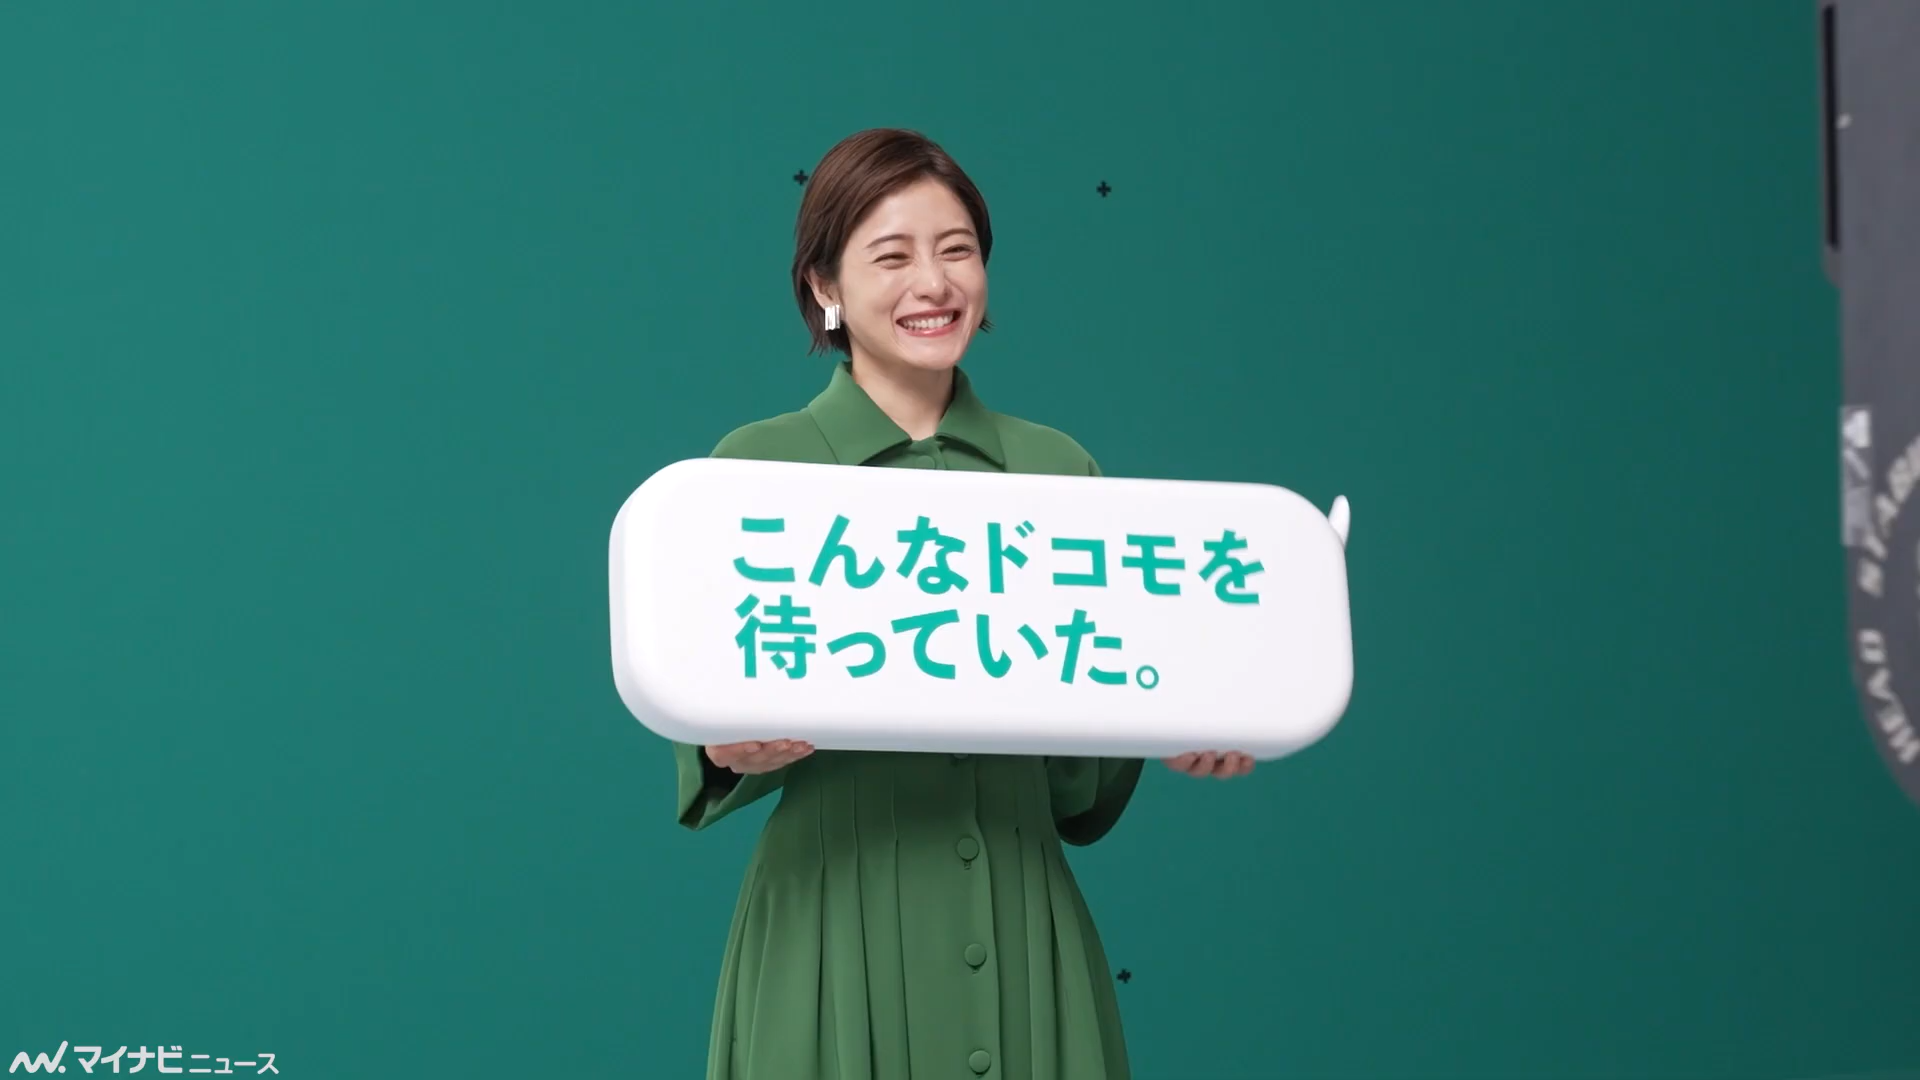 こんなドコモを
待っていた。
マイナビニュース